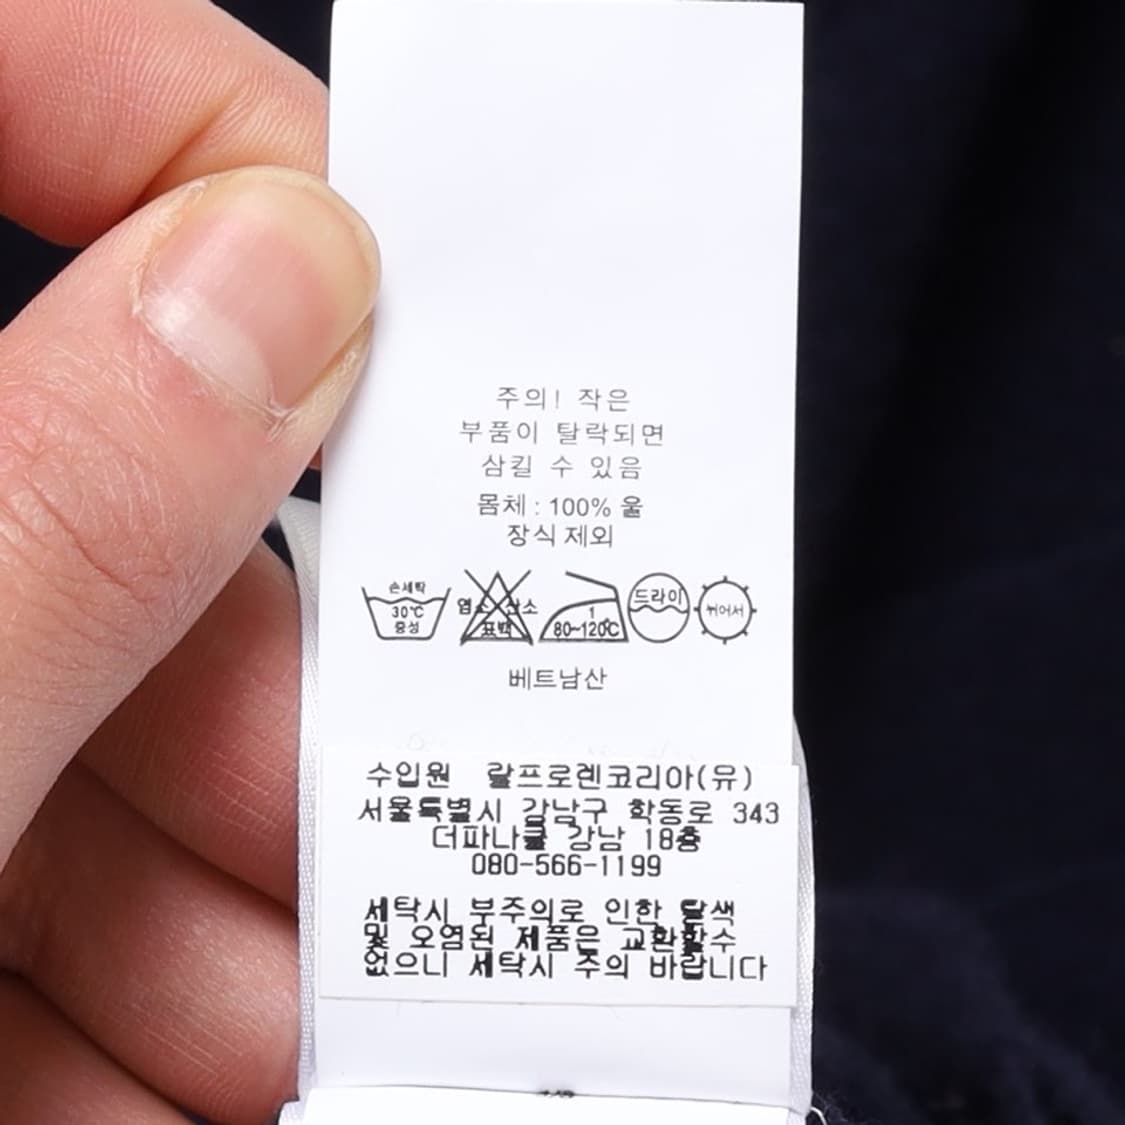 주의! 작은
부품이 탈락되면
삼킬 수 있음
몸체 : 100% 울
장식 제외
손세탁
30℃
중성
염소 산소
표백
1
80~120℃
드라이
뉘어서
베트남산
수입원 랄프로렌코리아(유)
서울특별시 강남구 학동로 343
더피나클 강남 18층
080-566-1199
세탁시 부주의로 인한 탈색
및 오염된 제품은 교환할수
없으니 세탁시 주의 바랍니다